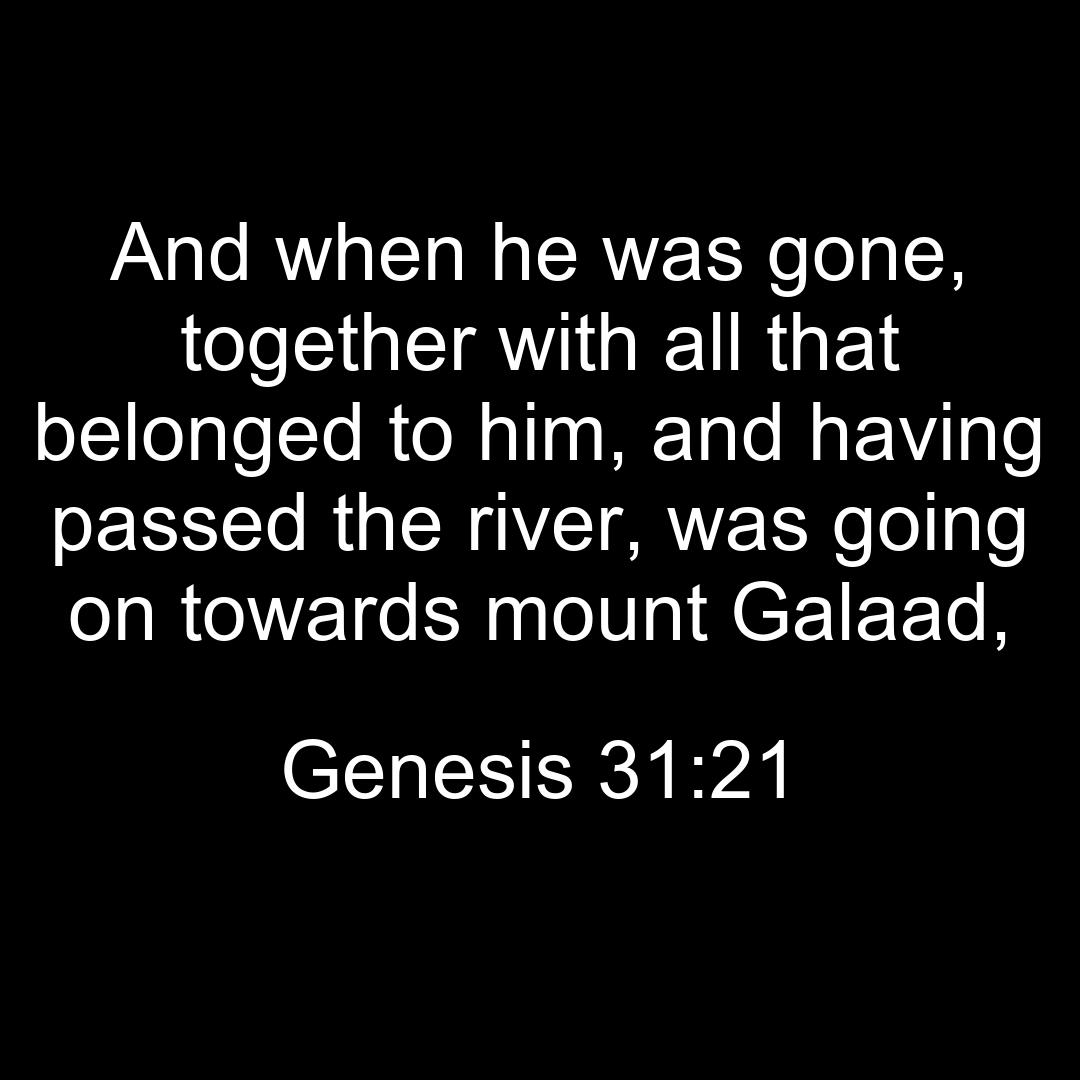 And when he was gone,
together with all that
belonged to him, and having
passed the river, was going
on towards mount Galaad,
Genesis 31:21